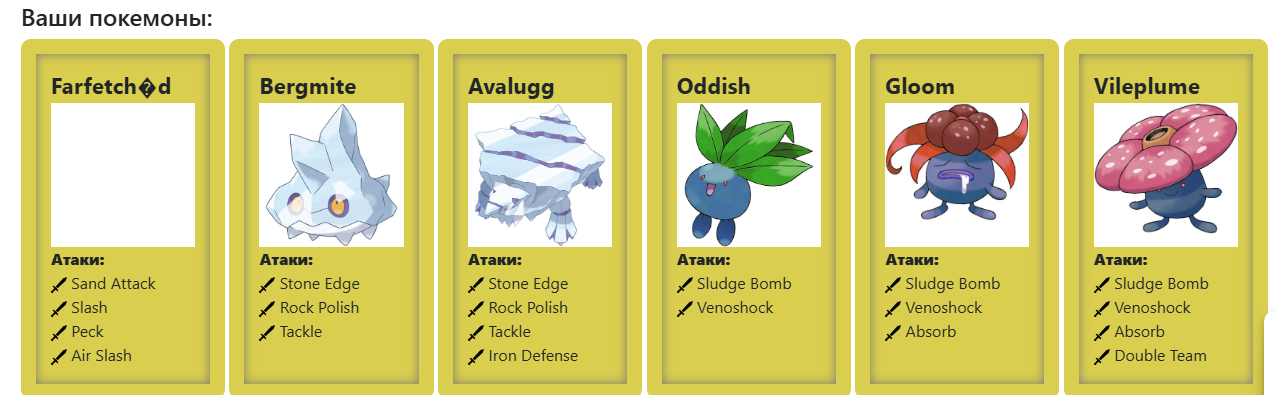 Ваши покемоны:
Farfetch�d
Bergmite
Avalugg
Oddish
Gloom
Vileplume
Атаки:
Sand Attack
Slash
Peck
Air Slash
Атаки:
Stone Edge
Rock Polish
Tackle
Атаки:
Stone Edge
Rock Polish
Tackle
Iron Defense
Атаки:
Sludge Bomb
Venoshock
Атаки:
Sludge Bomb
Venoshock
Absorb
Атаки:
Sludge Bomb
Venoshock
Absorb
Double Team